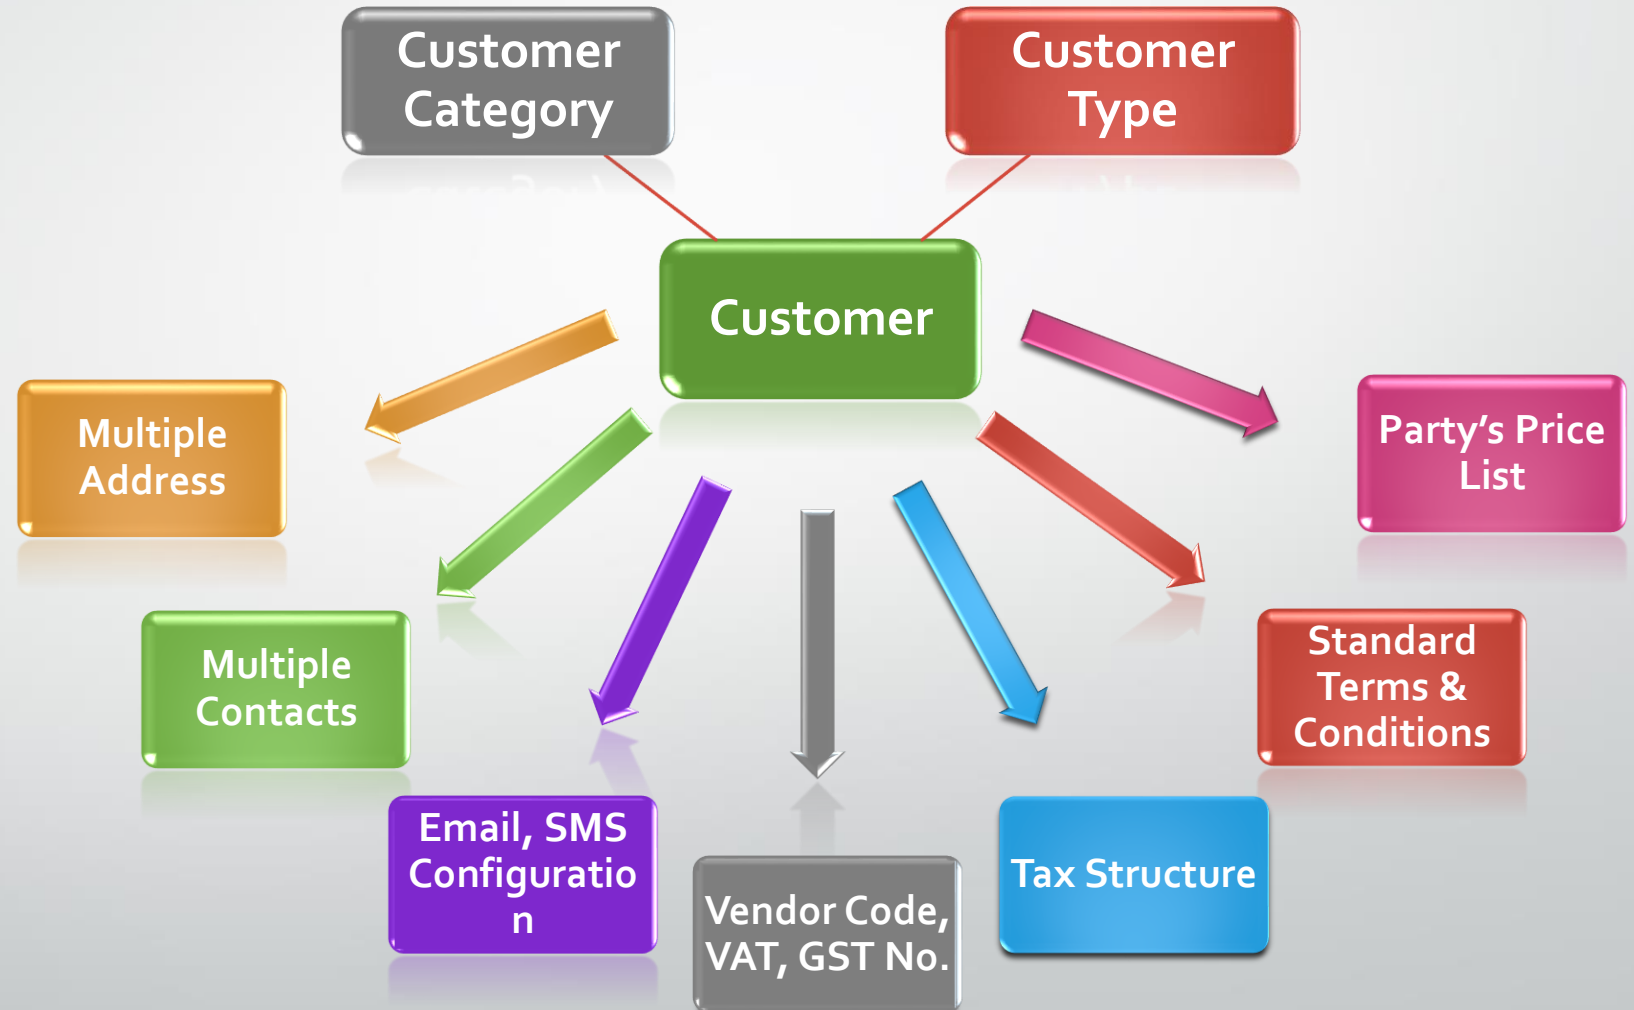 Customer
Category
Customer
Type
Customer
Multiple
Address
Party’s Price
List
Multiple
Contacts
Standard
Terms &
Conditions
Email, SMS
Configuratio
n
Vendor Code,
VAT, GST No.
Tax Structure